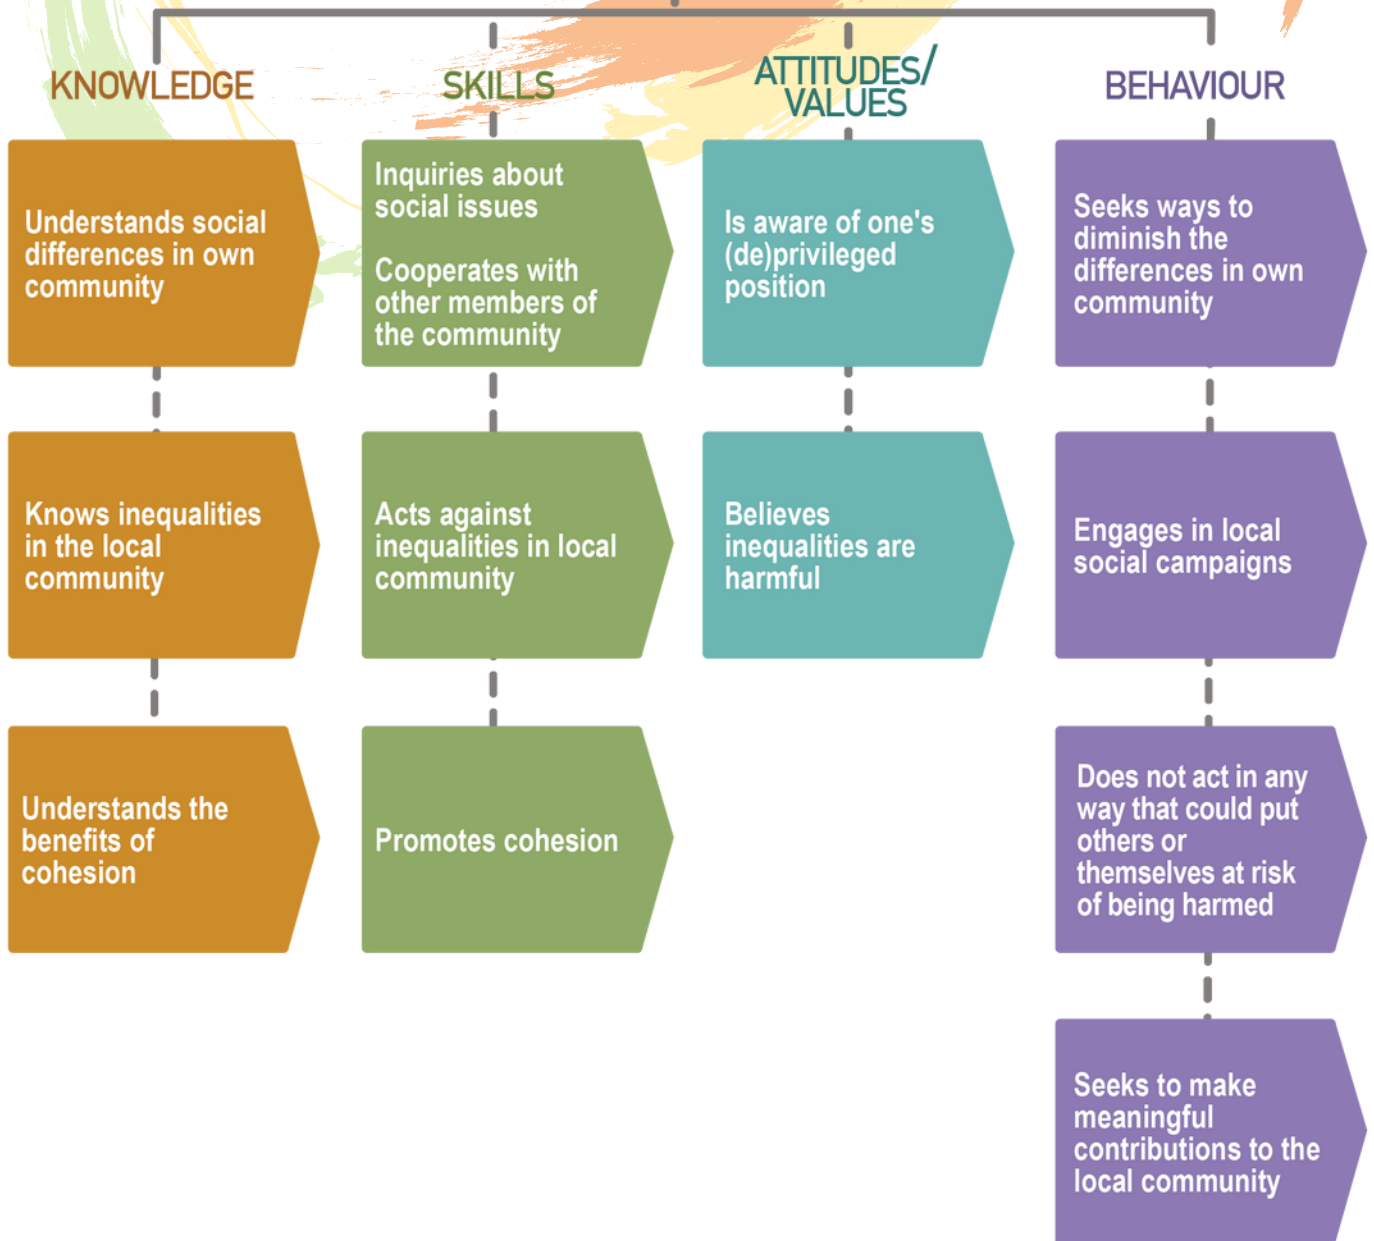 KNOWLEDGE
Understands social
differences in own
community
Knows inequalities
in the local
community
Understands the
benefits of
cohesion
SKILLS
Inquiries about
social issues
Cooperates with
other members of
the community
Acts against
inequalities in local
community
Promotes cohesion
ATTITUDES/
VALUES
Is aware of one's
(de)privileged
position
Believes
inequalities are
harmful
BEHAVIOUR
Seeks ways to
diminish the
differences in own
community
Engages in local
social campaigns
Does not act in any
way that could put
others or
themselves at risk
of being harmed
Seeks to make
meaningful
contributions to the
local community